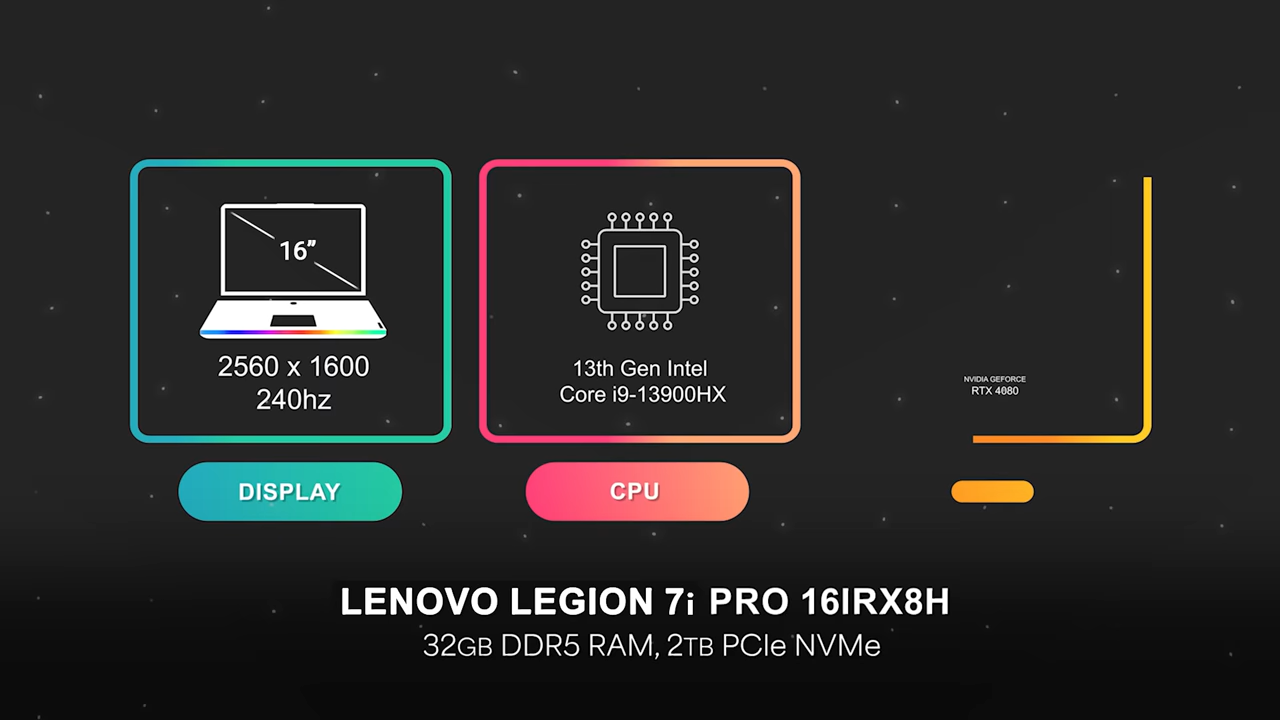 16”
2560 x 1600
240hz
DISPLAY
13th Gen Intel
Core i9-13900HX
CPU
NVIDIA GEFORCE
RTX 4080
LENOVO LEGION 7i PRO 16IRX8H
32GB DDR5 RAM, 2TB PCIe NVMe